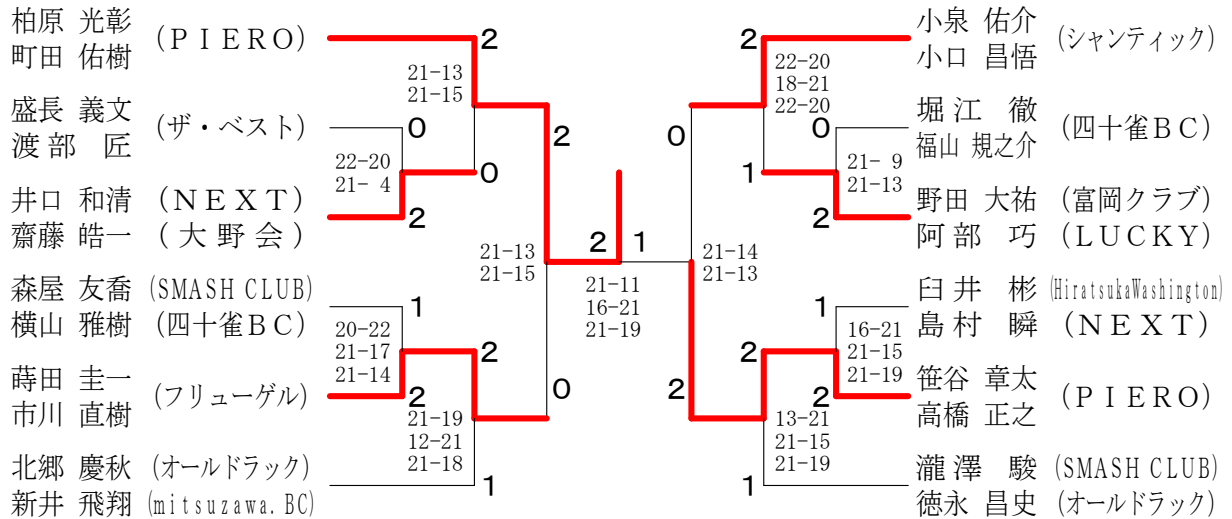 柏原 光彰
町田 佑樹
(ＰＩＥＲＯ)
盛長 義文
渡部 匠
(ザ・ベスト)
井口 和清 (ＮＥＸＴ)
齋藤 皓一 (大野会)
森屋 友喬 (SMASH CLUB)
横山 雅樹 (四十雀ＢＣ)
蒔田 圭一
市川 直樹
(フリューゲル)
北郷 慶秋 (オールドラック)
新井 飛翔 (mitsuzawa. BC)
2
21-13
21-15
0
22-20
21- 4
2
0
2
1
20-22
21-17
21-14
2
2
21-19
12-21
21-18
1
0
21-13
21-15
2
1
21-11
16-21
21-19
2
22-20
18-21
22-20
0
21- 9
21-13
2
1
0
21-14
21-13
1
16-21
21-15
21-19
2
2
2
13-21
21-15
21-19
1
小泉 佑介
小口 昌悟
(シャンティック)
堀江 徹
福山 規之介
(四十雀ＢＣ)
野田 大祐 (富岡クラブ)
阿部 巧 (LUCKY)
臼井 彬 (HiratsukaWashington)
島村 瞬 (ＮＥＸＴ)
笹谷 章太
高橋 正之
(ＰＩＥＲＯ)
瀧澤 駿 (SMASH CLUB)
徳永 昌史 (オールドラック)